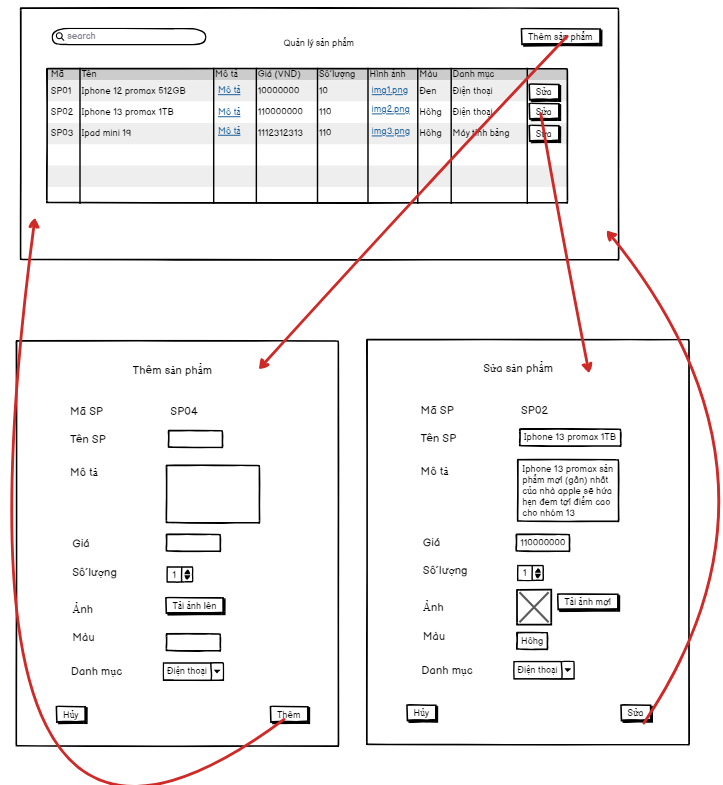 search
Quản lý sản phẩm
Thêm sản phẩm
Mã Tên Mô tả Giá (VND) Số lượng Hình ảnh Màu Danh mục
SP01 Iphone 12 promax 512GB Mô tả 10000000 10 img1.png Đen Điện thoại Sửa
SP02 Iphone 13 promax 1TB Mô tả 110000000 110 img2.png Hồng Điện thoại Sửa
SP03 Ipad mini 19 Mô tả 1112312313 110 img3.png Hồng Máy tính bảng Sửa
Thêm sản phẩm
Mã SP SP04
Tên SP
Mô tả
Giá
Số lượng 1
Ảnh Tải ảnh lên
Màu
Danh mục Điện thoại
Hủy Thêm
Sửa sản phẩm
Mã SP SP02
Tên SP Iphone 13 promax 1TB
Mô tả Iphone 13 promax sản
phẩm mới (gần) nhất
của nhà apple sẽ hứa
hẹn đem tới điểm cao
cho nhóm 13
Giá 110000000
Số lượng 1
Ảnh Tải ảnh mới
Màu Hồng
Danh mục Điện thoại
Hủy Sửa